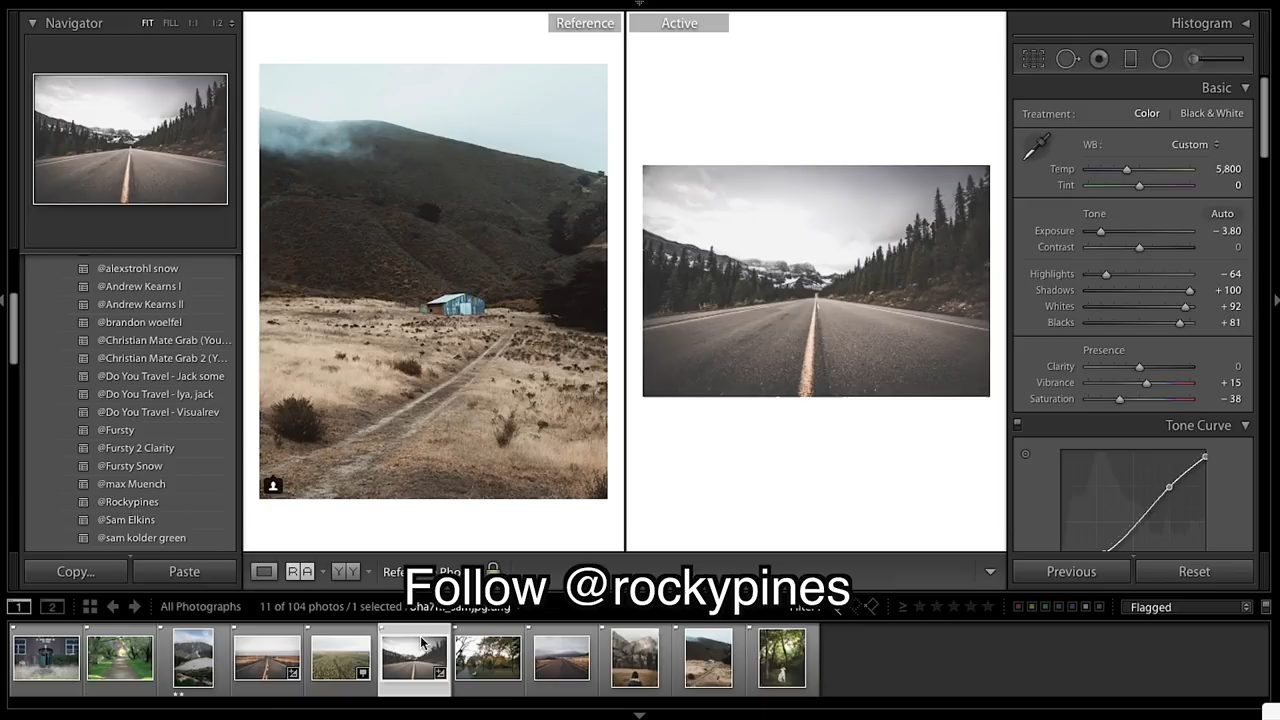 Navigator
FIT FILL 1:1 1:2
Reference
Active
Histogram
Basic
Treatment : Color | Black & White
WB : Custom
Temp 5,800
Tint 0
Tone Auto
Exposure − 3.80
Contrast 0
Highlights − 64
Shadows + 100
Whites + 92
Blacks + 81
Presence
Clarity 0
Vibrance + 15
Saturation − 38
Tone Curve
@alexstrohl snow
@Andrew Kearns I
@Andrew Kearns II
@brandon woelfel
@Christian Mate Grab (You...
@Christian Mate Grab 2 (Y...
@Do You Travel - Jack some
@Do You Travel - Iya, jack
@Do You Travel - Visualrev
@Fursty
@Fursty 2 Clarity
@Fursty Snow
@max Muench
@Rockypines
@Sam Elkins
@sam kolder green
Copy...
Paste
RA
YY
Previous
Reset
Follow @rockypines
1 2
All Photographs
11 of 104 photos / 1 selected /
Flagged